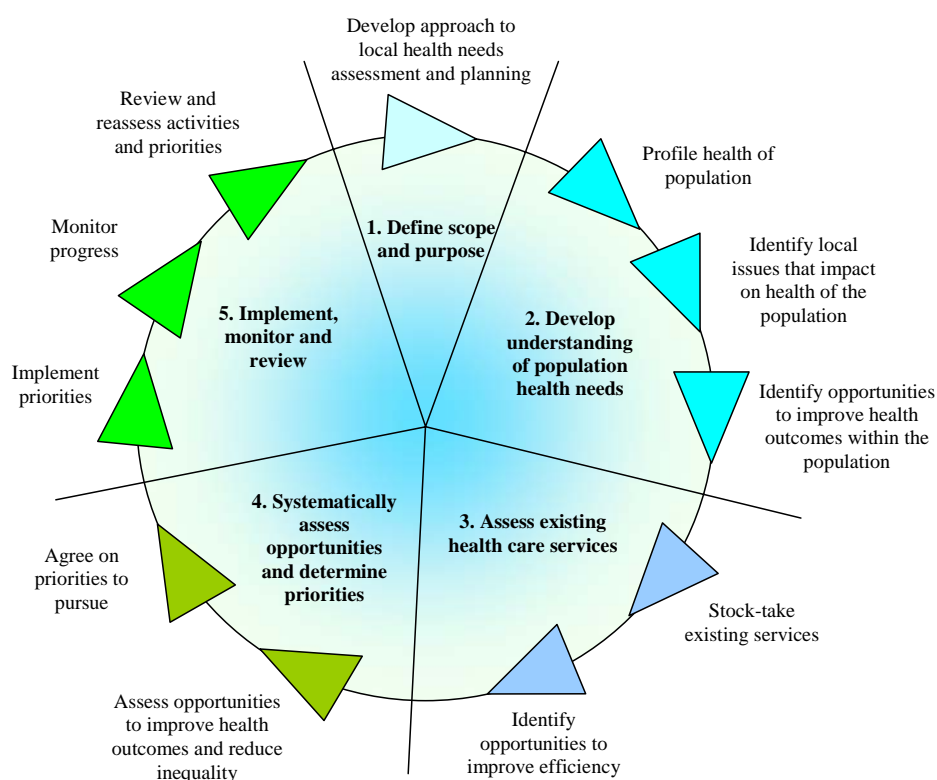 Develop approach to
local health needs
assessment and planning
Review and
reassess activities
and priorities
Profile health of
population
Monitor
progress
1. Define scope
and purpose
Identify local
issues that impact
on health of the
population
5. Implement,
monitor and
review
2. Develop
understanding
of population
health needs
Implement
priorities
Identify opportunities
to improve health
outcomes within the
population
4. Systematically
assess
opportunities
and determine
priorities
3. Assess existing
health care services
Agree on
priorities to
pursue
Stock-take
existing services
Assess opportunities
to improve health
outcomes and reduce
inequality
Identify
opportunities to
improve efficiency